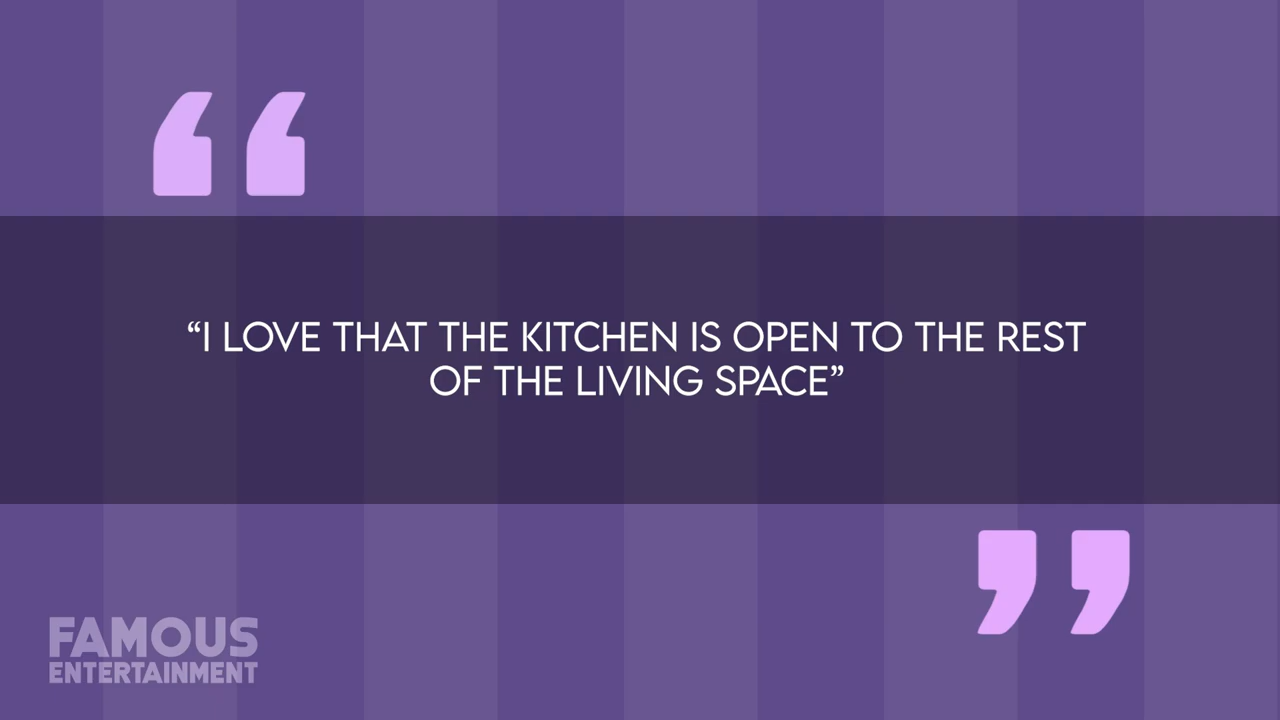 “I LOVE THAT THE KITCHEN IS OPEN TO THE REST
OF THE LIVING SPACE”
FAMOUS
ENTERTAINMENT